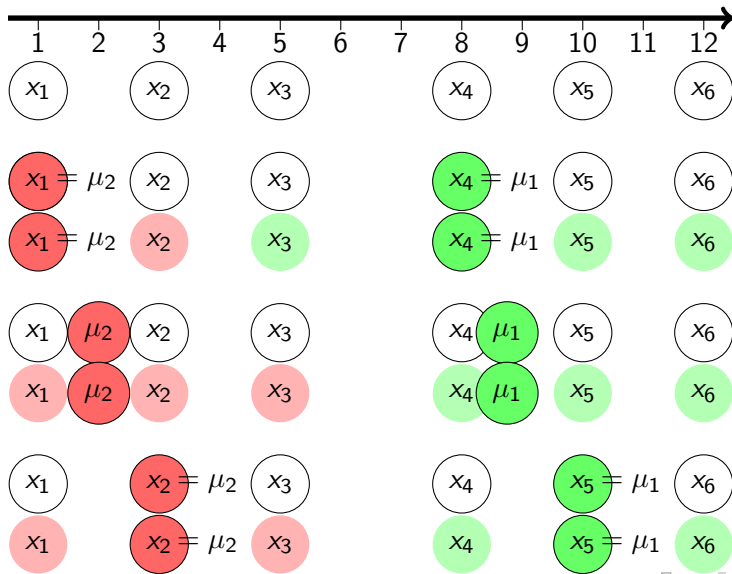 1 2 3 4 5 6 7 8 9 10 11 12
x₁ x₂ x₃ x₄ x₅ x₆
x₁ = μ₂ x₂ x₃ x₄ = μ₁ x₅ x₆
x₁ = μ₂ x₂ x₃ x₄ = μ₁ x₅ x₆
x₁ μ₂ x₂ x₃ x₄ μ₁ x₅ x₆
x₁ μ₂ x₂ x₃ x₄ μ₁ x₅ x₆
x₁ x₂ = μ₂ x₃ x₄ x₅ = μ₁ x₆
x₁ x₂ = μ₂ x₃ x₄ x₅ = μ₁ x₆